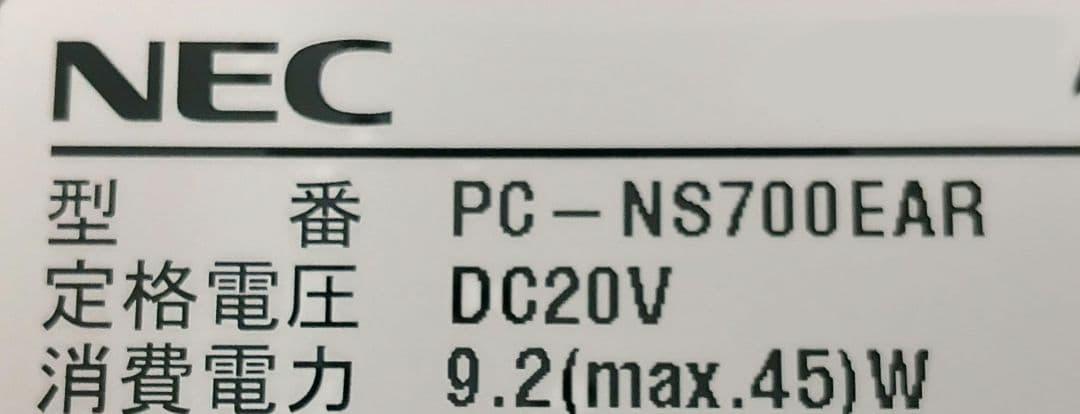 NEC
型番 PC-NS700EAR
定格電圧 DC20V
消費電力 9.2(max.45)W